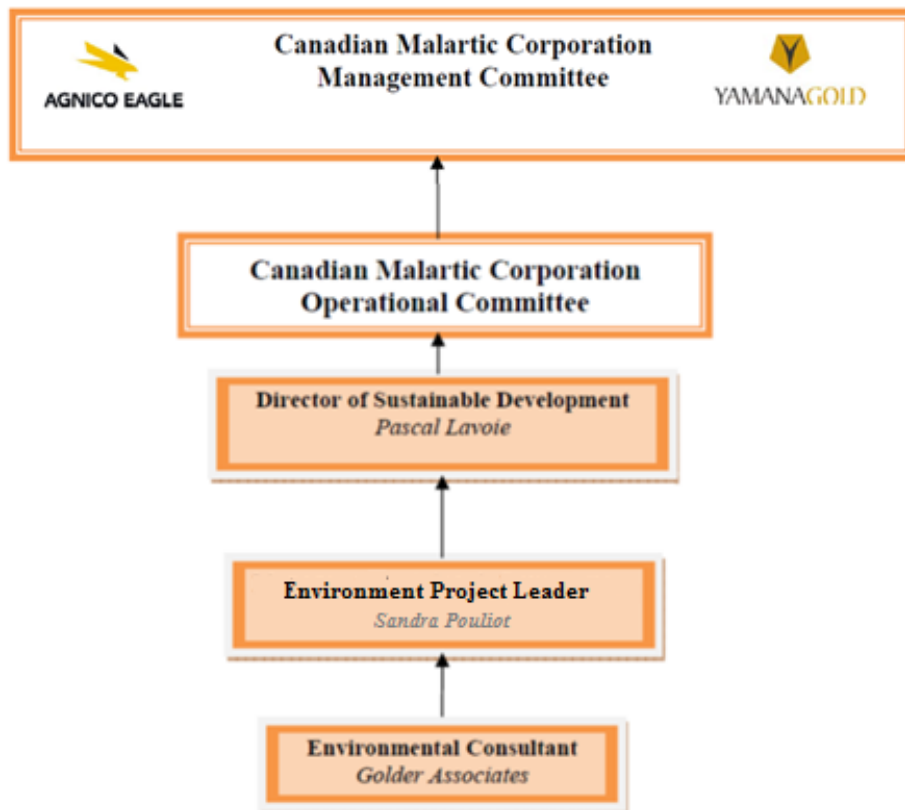 Canadian Malartic Corporation
Management Committee
AGNICO EAGLE
YAMANAGOLD
Canadian Malartic Corporation
Operational Committee
Director of Sustainable Development
Pascal Lavoie
Environment Project Leader
Sandra Pouliot
Environmental Consultant
Golder Associates